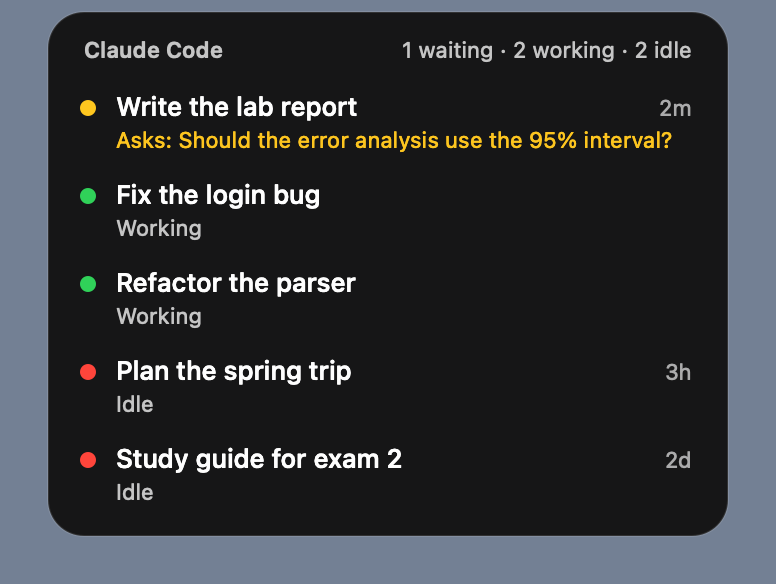 Claude Code
1 waiting · 2 working · 2 idle
Write the lab report 2m
Asks: Should the error analysis use the 95% interval?
Fix the login bug
Working
Refactor the parser
Working
Plan the spring trip 3h
Idle
Study guide for exam 2 2d
Idle